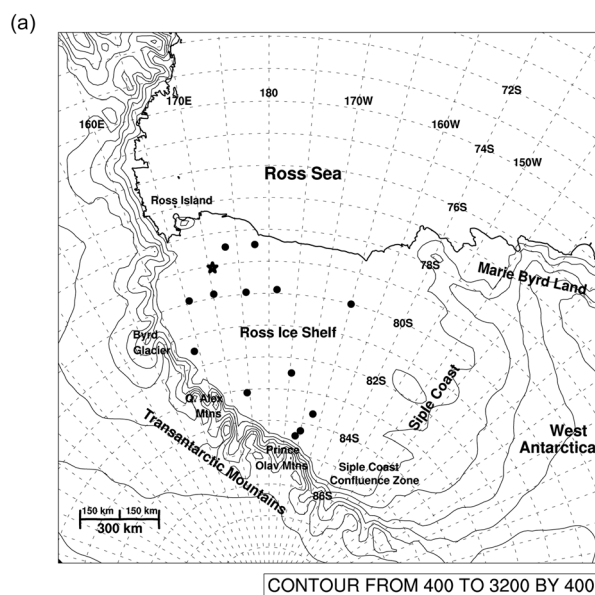 (a)
72S
180
170E
170W
160E
160W
74S
150W
Ross Sea
Ross Island
76S
78S
Marie Byrd Land
80S
Ross Ice Shelf
Byrd
Glacier
82S
Siple Coast
Q. Alex
Mtns
84S
West
Antarctica
Transantarctic Mountains
Prince
Olav Mtns
Siple Coast
Confluence Zone
86S
150 km 150 km
300 km
CONTOUR FROM 400 TO 3200 BY 400